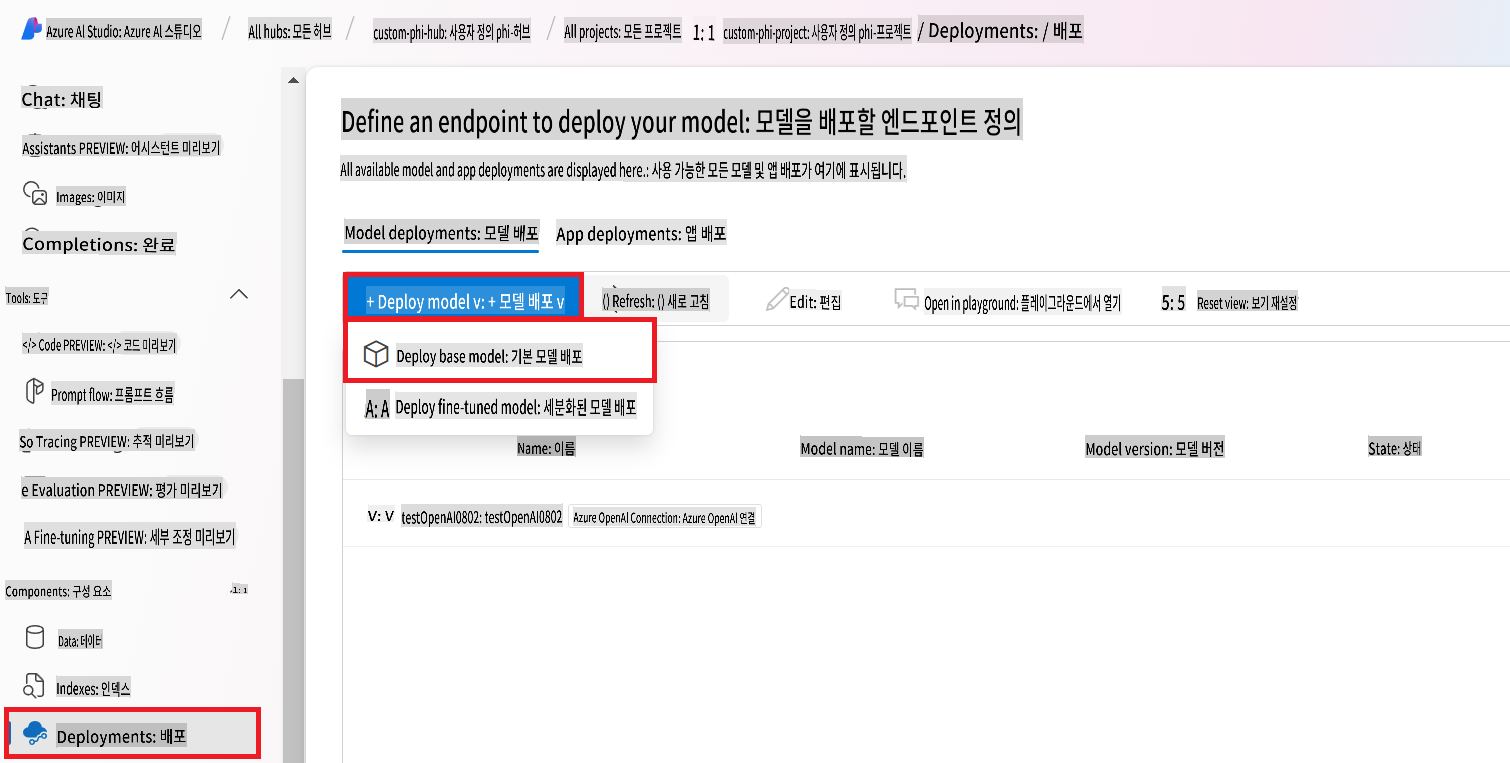 Azure AI Studio: Azure AI 스튜디오 / All hubs: 모든 허브 / custom-phi-hub: 사용자 정의 phi-허브 / All projects: 모든 프로젝트 1: 1 custom-phi-project: 사용자 정의 phi-프로젝트 / Deployments: / 배포
Chat: 채팅
Assistants PREVIEW: 어시스턴트 미리보기
Images: 이미지
Completions: 완료
Tools: 도구
</> Code PREVIEW: </> 코드 미리보기
Prompt flow: 프롬프트 흐름
So Tracing PREVIEW: 추적 미리보기
e Evaluation PREVIEW: 평가 미리보기
A Fine-tuning PREVIEW: 세부 조정 미리보기
Components: 구성 요소 1: 1
Data: 데이터
Indexes: 인덱스
Deployments: 배포
Define an endpoint to deploy your model: 모델을 배포할 엔드포인트 정의
All available model and app deployments are displayed here.: 사용 가능한 모든 모델 및 앱 배포가 여기에 표시됩니다.
Model deployments: 모델 배포 App deployments: 앱 배포
+ Deploy model v: + 모델 배포 v () Refresh: () 새로 고침 Edit: 편집 Open in playground: 플레이그라운드에서 열기 5: 5 Reset view: 보기 재설정
Deploy base model: 기본 모델 배포
A: A Deploy fine-tuned model: 세분화된 모델 배포
Name: 이름 Model name: 모델 이름 Model version: 모델 버전 State: 상태
V: V testOpenAI0802: testOpenAI0802 Azure OpenAI Connection: Azure OpenAI 연결